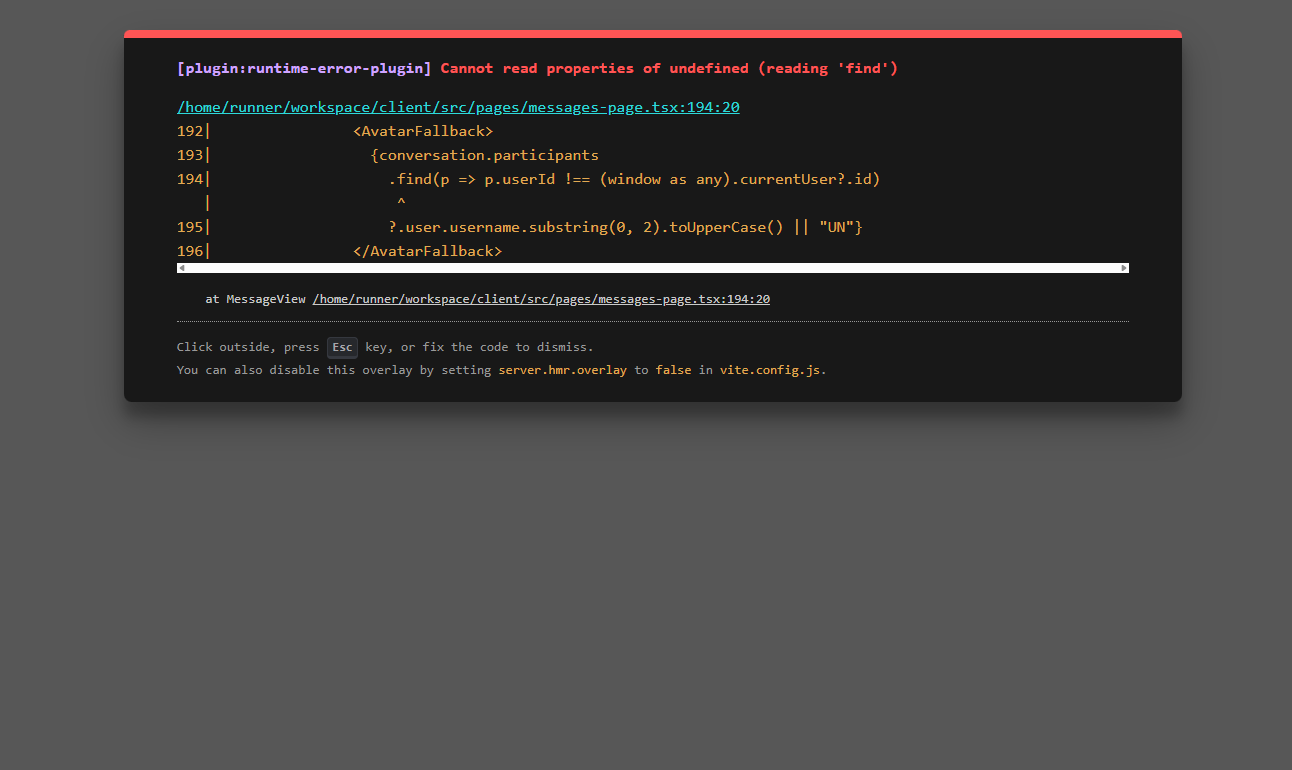 [plugin:runtime-error-plugin] Cannot read properties of undefined (reading 'find')
/home/runner/workspace/client/src/pages/messages-page.tsx:194:20
192|                <AvatarFallback>
193|                  {conversation.participants
194|                    .find(p => p.userId !== (window as any).currentUser?.id)
   |                     ^
195|                    ?.user.username.substring(0, 2).toUpperCase() || "UN"}
196|                </AvatarFallback>
at MessageView /home/runner/workspace/client/src/pages/messages-page.tsx:194:20
Click outside, press Esc key, or fix the code to dismiss.
You can also disable this overlay by setting server.hmr.overlay to false in vite.config.js.